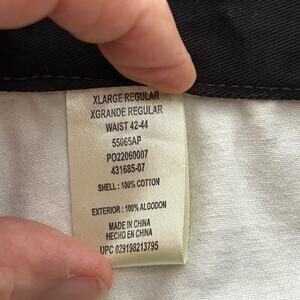 XLARGE REGULAR
XGRANDE REGULAR
WAIST 42-44
55065AP
PO22060007
431685-07
SHELL : 100% COTTON
EXTERIOR : 100% ALGODON
MADE IN CHINA
HECHO EN CHINA
UPC 029198213795